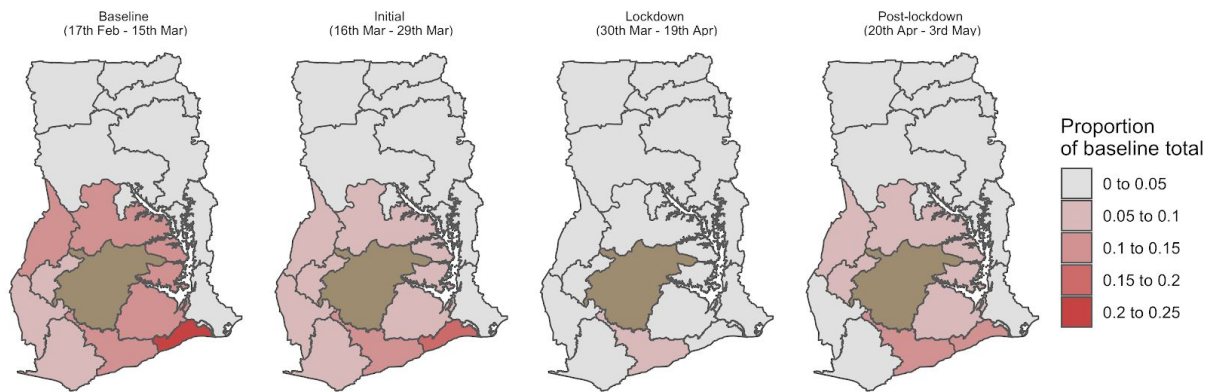 Baseline
(17th Feb - 15th Mar)
Initial
(16th Mar - 29th Mar)
Lockdown
(30th Mar - 19th Apr)
Post-lockdown
(20th Apr - 3rd May)
Proportion
of baseline total
0 to 0.05
0.05 to 0.1
0.1 to 0.15
0.15 to 0.2
0.2 to 0.25